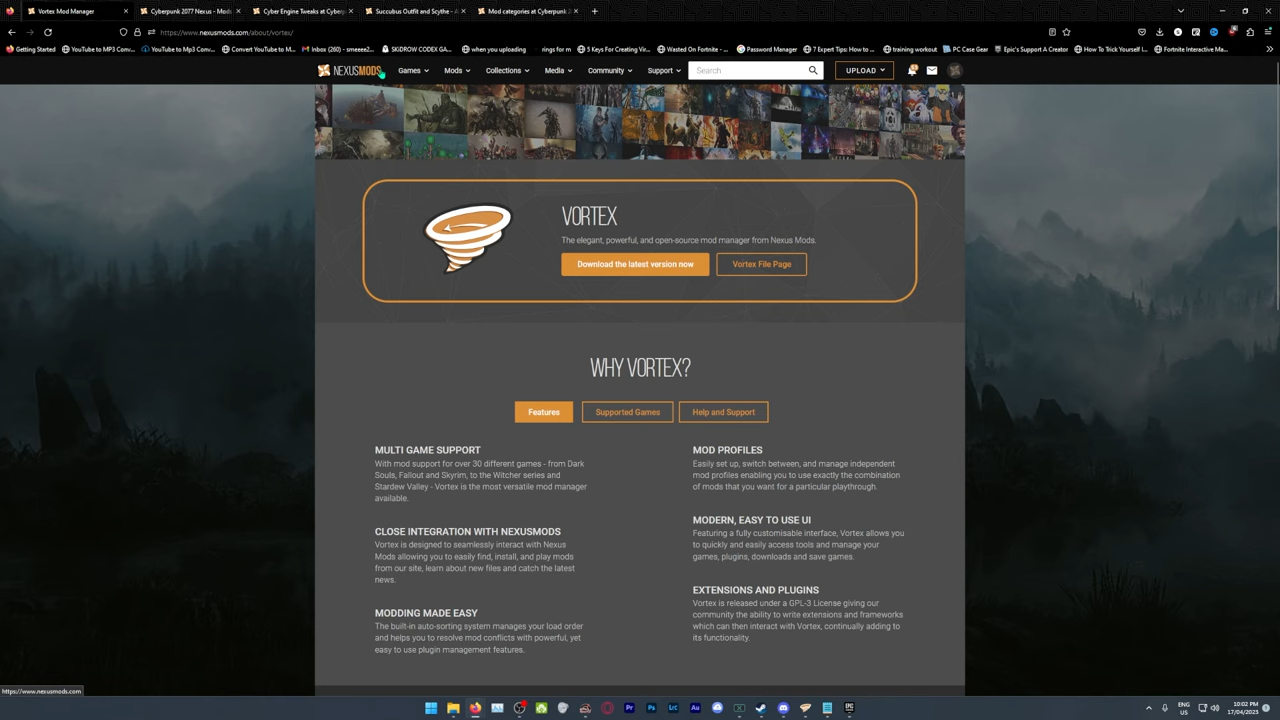 Vortex Mod Manager
Cyberpunk 2077 Nexus - Mods
Cyber Engine Tweaks at Cyberp
Succubus Outfit and Scythe - A
Mod categories at Cyberpunk 2
https://www.nexusmods.com/about/vortex/
Getting Started
YouTube to MP3 Conv...
YouTube to Mp3 Conv...
Convert YouTube to M...
Inbox (260) - smeee2...
SKiDROW CODEX GA...
when you uploading
rings for m
5 Keys For Creating Vir...
Wasted On Fortnite - ...
Password Manager
7 Expert Tips: How to ...
training workout
PC Case Gear
Epic's Support A Creator
How To Trick Yourself I...
Fortnite Interactive Ma...
NEXUSMODS
Games
Mods
Collections
Media
Community
Support
Search
UPLOAD
VORTEX
The elegant, powerful, and open-source mod manager from Nexus Mods.
Download the latest version now
Vortex File Page
WHY VORTEX?
Features
Supported Games
Help and Support
MULTI GAME SUPPORT
With mod support for over 30 different games - from Dark
Souls, Fallout and Skyrim, to the Witcher series and
Stardew Valley - Vortex is the most versatile mod manager
available.
CLOSE INTEGRATION WITH NEXUSMODS
Vortex is designed to seamlessly interact with Nexus
Mods allowing you to easily find, install, and play mods
from our site, learn about new files and catch the latest
news.
MODDING MADE EASY
The built-in auto-sorting system manages your load order
and helps you to resolve mod conflicts with powerful, yet
easy to use plugin management features.
MOD PROFILES
Easily set up, switch between, and manage independent
mod profiles enabling you to use exactly the combination
of mods that you want for a particular playthrough.
MODERN, EASY TO USE UI
Featuring a fully customisable interface, Vortex allows you
to quickly and easily access tools and manage your
games, plugins, downloads and save games.
EXTENSIONS AND PLUGINS
Vortex is released under a GPL-3 License giving our
community the ability to write extensions and frameworks
which can then interact with Vortex, continually adding to
its functionality.
https://www.nexusmods.com
Pr
Ps
Lrc
Au
ENG
US
10:02 PM
17/04/2023